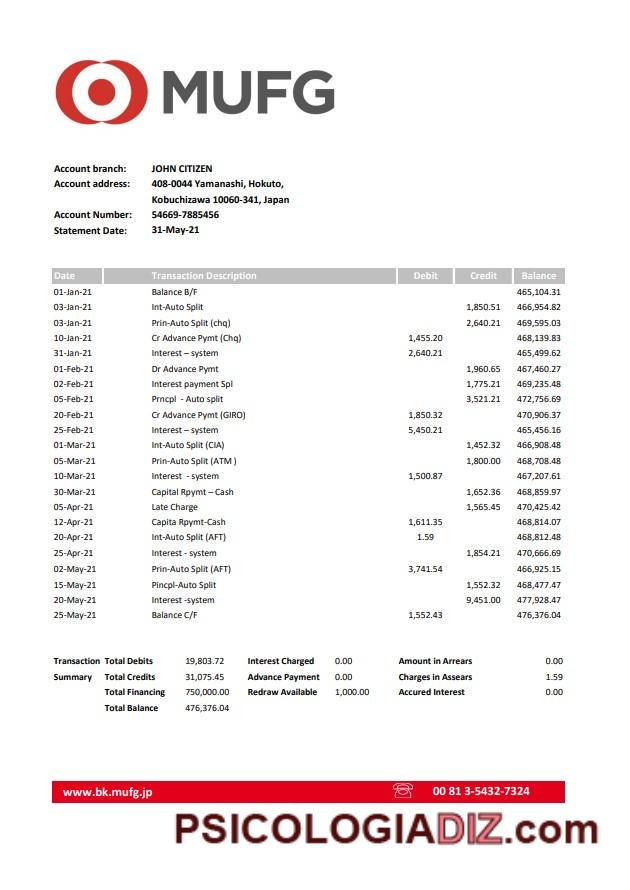 MUFG
Account branch: JOHN CITIZEN
Account address: 408-0044 Yamanashi, Hokuto,
Kobuchizawa 10060-341, Japan
Account Number: 54669-7885456
Statement Date: 31-May-21
Date Transaction Description Debit Credit Balance
01-Jan-21 Balance B/F 465,104.31
03-Jan-21 Int-Auto Split 1,850.51 466,954.82
03-Jan-21 Prin-Auto Split (chq) 2,640.21 469,595.03
10-Jan-21 Cr Advance Pymt (Chq) 1,455.20 468,139.83
31-Jan-21 Interest – system 2,640.21 465,499.62
01-Feb-21 Dr Advance Pymt 1,960.65 467,460.27
02-Feb-21 Interest payment Spl 1,775.21 469,235.48
05-Feb-21 Prncpl - Auto split 3,521.21 472,756.69
20-Feb-21 Cr Advance Pymt (GIRO) 1,850.32 470,906.37
25-Feb-21 Interest – system 5,450.21 465,456.16
01-Mar-21 Int-Auto Split (CIA) 1,452.32 466,908.48
05-Mar-21 Prin-Auto Split (ATM ) 1,800.00 468,708.48
10-Mar-21 Interest - system 1,500.87 467,207.61
30-Mar-21 Capital Rpymt – Cash 1,652.36 468,859.97
05-Apr-21 Late Charge 1,565.45 470,425.42
12-Apr-21 Capita Rpymt-Cash 1,611.35 468,814.07
20-Apr-21 Int-Auto Split (AFT) 1.59 468,812.48
25-Apr-21 Interest - system 1,854.21 470,666.69
02-May-21 Prin-Auto Split (AFT) 3,741.54 466,925.15
15-May-21 Pincpl-Auto Split 1,552.32 468,477.47
20-May-21 Interest -system 9,451.00 477,928.47
25-May-21 Balance C/F 1,552.43 476,376.04
Transaction Total Debits 19,803.72 Interest Charged 0.00 Amount in Arrears 0.00
Summary Total Credits 31,075.45 Advance Payment 0.00 Charges in Assears 1.59
Total Financing 750,000.00 Redraw Available 1,000.00 Accured Interest 0.00
Total Balance 476,376.04
www.bk.mufg.jp 00 81 3-5432-7324
PSICOLOGIADIZ.com